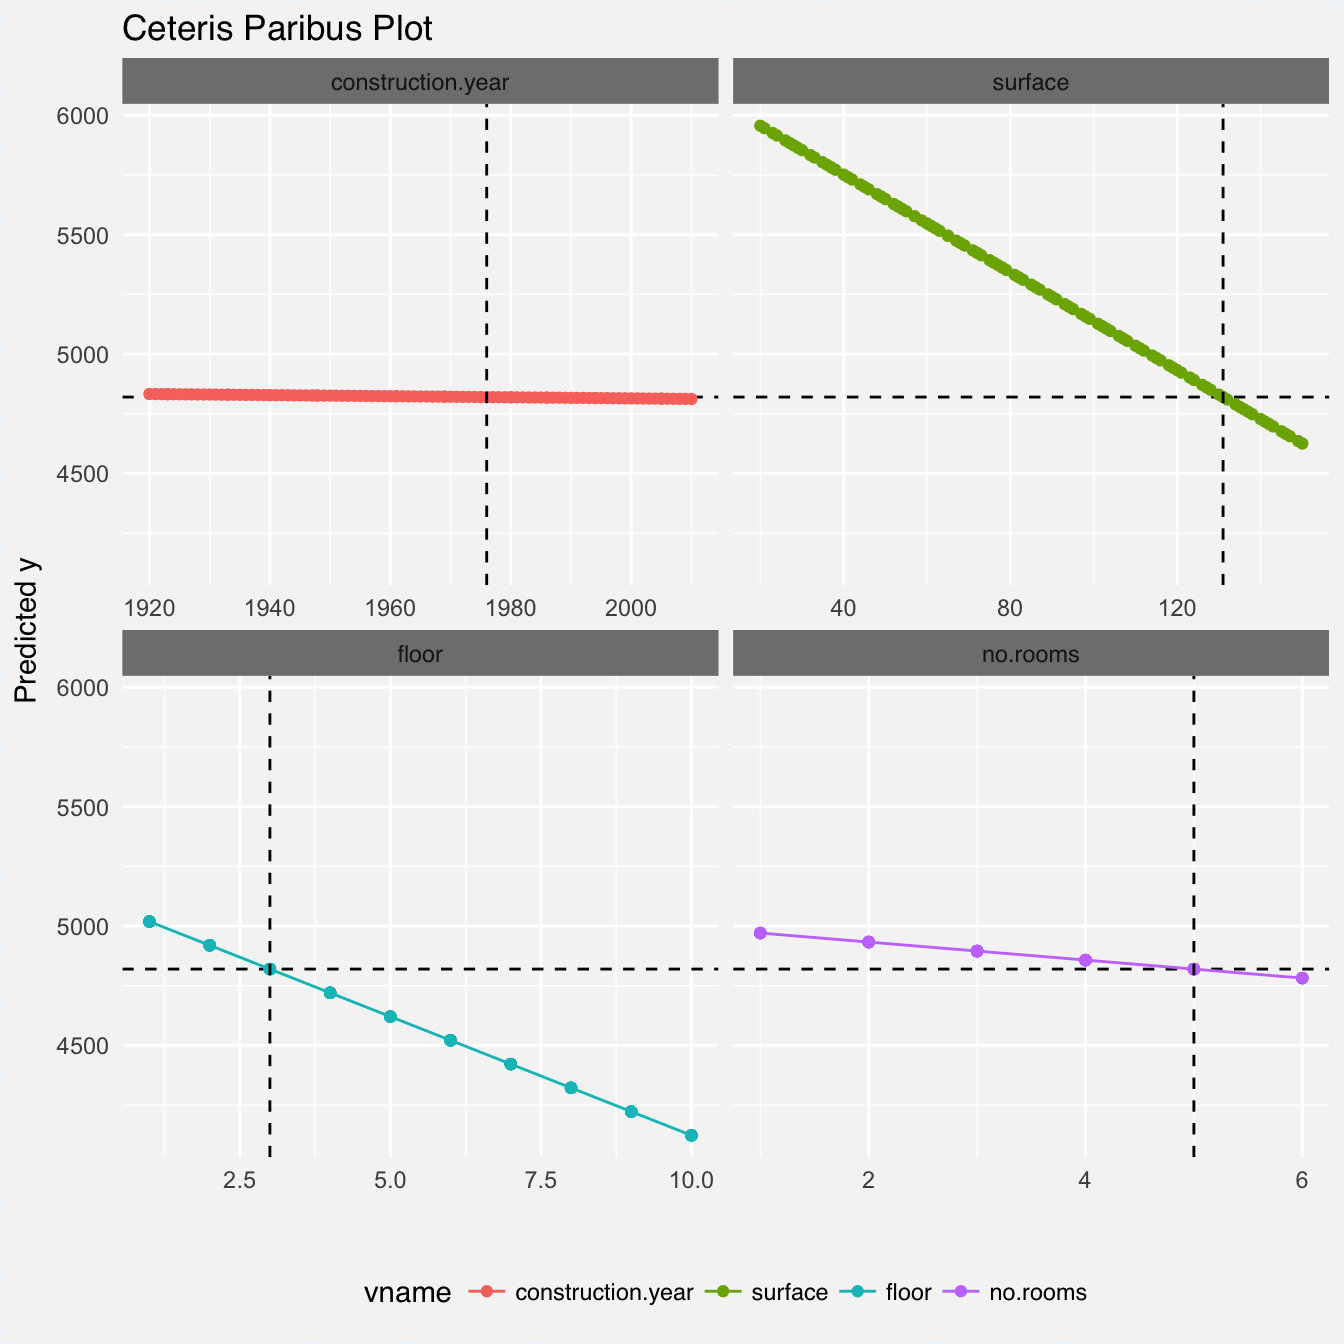 Ceteris Paribus Plot
construction.year surface
6000
5500
5000
4500
1920 1940 1960 1980 2000 40 80 120
Predicted y
floor no.rooms
6000
5500
5000
4500
2.5 5.0 7.5 10.0 2 4 6
vname construction.year surface floor no.rooms